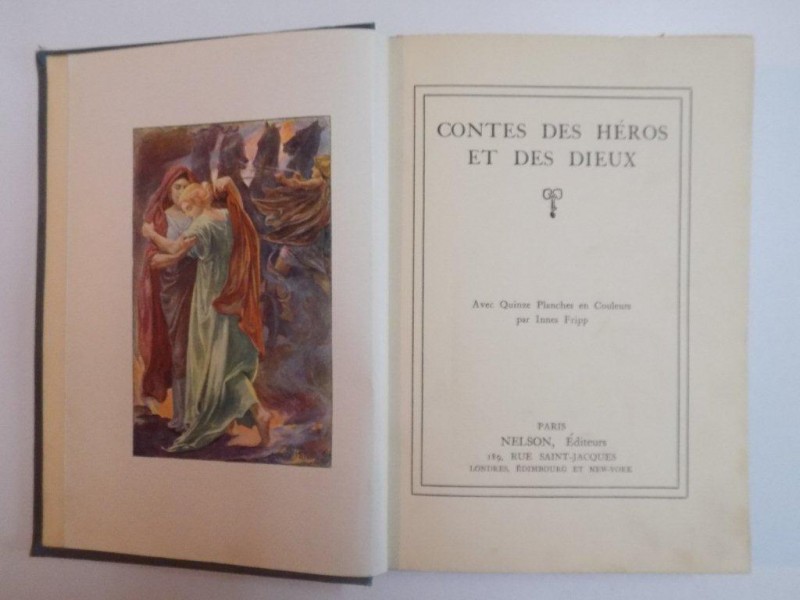 CONTES DES HÉROS
ET DES DIEUX
Avec Quinze Planches en Couleurs
par Innes Fripp
PARIS
NELSON, Éditeurs
189, RUE SAINT-JACQUES
LONDRES, ÉDIMBOURG ET NEW-YORK